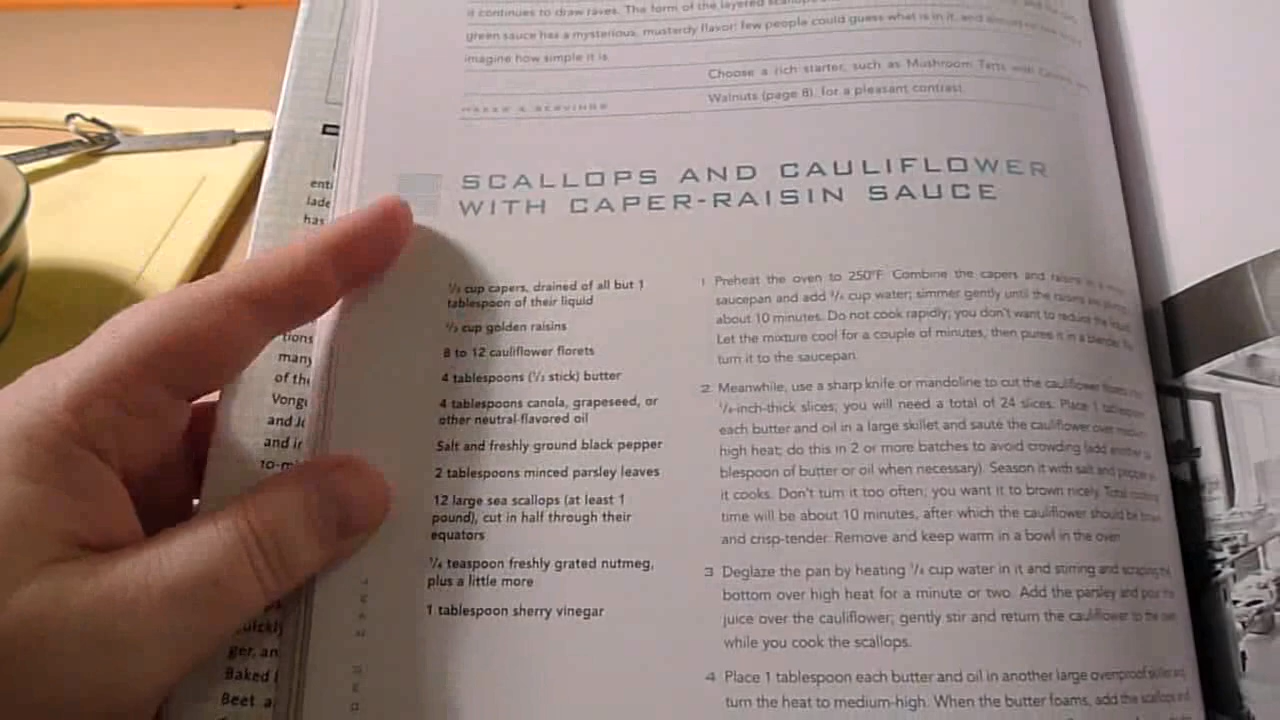 it continues to draw raves. The form of the layered
green sauce has a mysterious, musterdy flavor; few people could guess what is in it, and
imagine how simple it is.
Choose a rich starter, such as Mushroom Tarts with
MAKES 4 SERVINGS
Walnuts (page 8), for a pleasant contrast.
SCALLOPS AND CAULIFLOWER
WITH CAPER-RAISIN SAUCE
cup capers, drained of all but 1
tablespoon of their liquid
cup golden raisins
8 to 12 cauliflower florets
4 tablespoons (½ stick) butter
4 tablespoons canola, grapeseed, or
other neutral-flavored oil
Salt and freshly ground black pepper
2 tablespoons minced parsley leaves
12 large sea scallops (at least 1
pound), cut in half through their
equators
¼ teaspoon freshly grated nutmeg,
plus a little more
1 tablespoon sherry vinegar
1 Preheat the oven to 250°F. Combine the capers and raisins in a
saucepan and add ¾ cup water; simmer gently until the raisins are plump,
about 10 minutes. Do not cook rapidly; you don't want to reduce the liquid.
Let the mixture cool for a couple of minutes, then puree it in a blender.
turn it to the saucepan.
2 Meanwhile, use a sharp knife or mandoline to cut the cauliflower florets into
¼-inch-thick slices; you will need a total of 24 slices. Place 1
each butter and oil in a large skillet and sauté the cauliflower over medium-
high heat; do this in 2 or more batches to avoid crowding (add another
blespoon of butter or oil when necessary). Season it with salt and pepper as
it cooks. Don't turn it too often; you want it to brown nicely. Total cooking
time will be about 10 minutes, after which the cauliflower should be
and crisp-tender. Remove and keep warm in a bowl in the oven.
3 Deglaze the pan by heating ¼ cup water in it and stirring and scraping the
bottom over high heat for a minute or two. Add the parsley and pour the
juice over the cauliflower; gently stir and return the cauliflower to the oven
while you cook the scallops.
4 Place 1 tablespoon each butter and oil in another large ovenproof skillet and
turn the heat to medium-high. When the butter foams, add the scallops and
lade
has
tions
many
of the
and
and
ger, an
Baked
Beet a